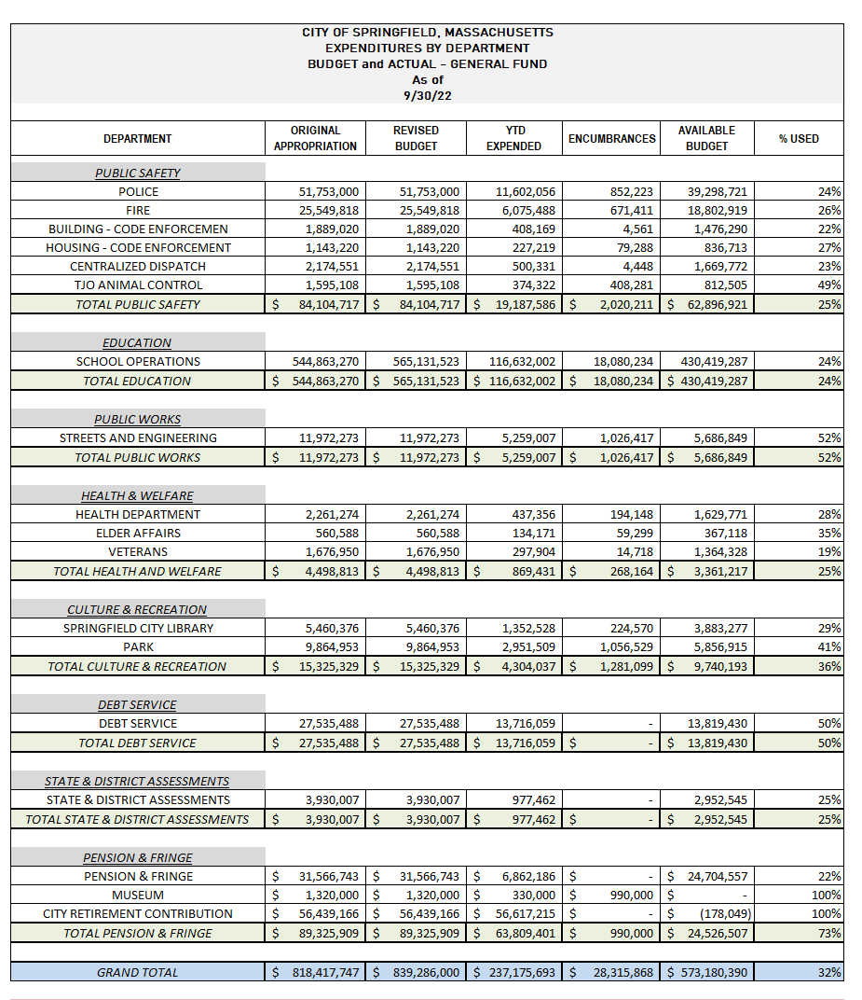 CITY OF SPRINGFIELD, MASSACHUSETTS
EXPENDITURES BY DEPARTMENT
BUDGET and ACTUAL - GENERAL FUND
As of
9/30/22
DEPARTMENT ORIGINAL APPROPRIATION REVISED BUDGET YTD EXPENDED ENCUMBRANCES AVAILABLE BUDGET % USED
PUBLIC SAFETY
POLICE 51,753,000 51,753,000 11,602,056 852,223 39,298,721 24%
FIRE 25,549,818 25,549,818 6,075,488 671,411 18,802,919 26%
BUILDING - CODE ENFORCEMEN 1,889,020 1,889,020 408,169 4,561 1,476,290 22%
HOUSING - CODE ENFORCEMENT 1,143,220 1,143,220 227,219 79,288 836,713 27%
CENTRALIZED DISPATCH 2,174,551 2,174,551 500,331 4,448 1,669,772 23%
TJO ANIMAL CONTROL 1,595,108 1,595,108 374,322 408,281 812,505 49%
TOTAL PUBLIC SAFETY $ 84,104,717 $ 84,104,717 $ 19,187,586 $ 2,020,211 $ 62,896,921 25%
EDUCATION
SCHOOL OPERATIONS 544,863,270 565,131,523 116,632,002 18,080,234 430,419,287 24%
TOTAL EDUCATION $ 544,863,270 $ 565,131,523 $ 116,632,002 $ 18,080,234 $ 430,419,287 24%
PUBLIC WORKS
STREETS AND ENGINEERING 11,972,273 11,972,273 5,259,007 1,026,417 5,686,849 52%
TOTAL PUBLIC WORKS $ 11,972,273 $ 11,972,273 $ 5,259,007 $ 1,026,417 $ 5,686,849 52%
HEALTH & WELFARE
HEALTH DEPARTMENT 2,261,274 2,261,274 437,356 194,148 1,629,771 28%
ELDER AFFAIRS 560,588 560,588 134,171 59,299 367,118 35%
VETERANS 1,676,950 1,676,950 297,904 14,718 1,364,328 19%
TOTAL HEALTH AND WELFARE $ 4,498,813 $ 4,498,813 $ 869,431 $ 268,164 $ 3,361,217 25%
CULTURE & RECREATION
SPRINGFIELD CITY LIBRARY 5,460,376 5,460,376 1,352,528 224,570 3,883,277 29%
PARK 9,864,953 9,864,953 2,951,509 1,056,529 5,856,915 41%
TOTAL CULTURE & RECREATION $ 15,325,329 $ 15,325,329 $ 4,304,037 $ 1,281,099 $ 9,740,193 36%
DEBT SERVICE
DEBT SERVICE 27,535,488 27,535,488 13,716,059 - 13,819,430 50%
TOTAL DEBT SERVICE $ 27,535,488 $ 27,535,488 $ 13,716,059 $ - $ 13,819,430 50%
STATE & DISTRICT ASSESSMENTS
STATE & DISTRICT ASSESSMENTS 3,930,007 3,930,007 977,462 - 2,952,545 25%
TOTAL STATE & DISTRICT ASSESSMENTS $ 3,930,007 $ 3,930,007 $ 977,462 $ - $ 2,952,545 25%
PENSION & FRINGE
PENSION & FRINGE $ 31,566,743 $ 31,566,743 $ 6,862,186 $ - $ 24,704,557 22%
MUSEUM $ 1,320,000 $ 1,320,000 $ 330,000 $ 990,000 $ - 100%
CITY RETIREMENT CONTRIBUTION $ 56,439,166 $ 56,439,166 $ 56,617,215 $ - $ (178,049) 100%
TOTAL PENSION & FRINGE $ 89,325,909 $ 89,325,909 $ 63,809,401 $ 990,000 $ 24,526,507 73%
GRAND TOTAL $ 818,417,747 $ 839,286,000 $ 237,175,693 $ 28,315,868 $ 573,180,390 32%